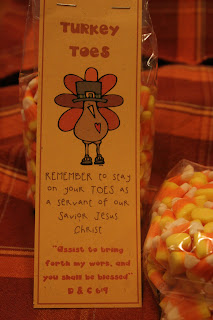 TURKEY
TOES
REMEMBER to stay
on your TOES as
a servant of our
Savior Jesus
Christ
"Assist to bring
forth my work, and
you shall be blessed"
D & C 6:9